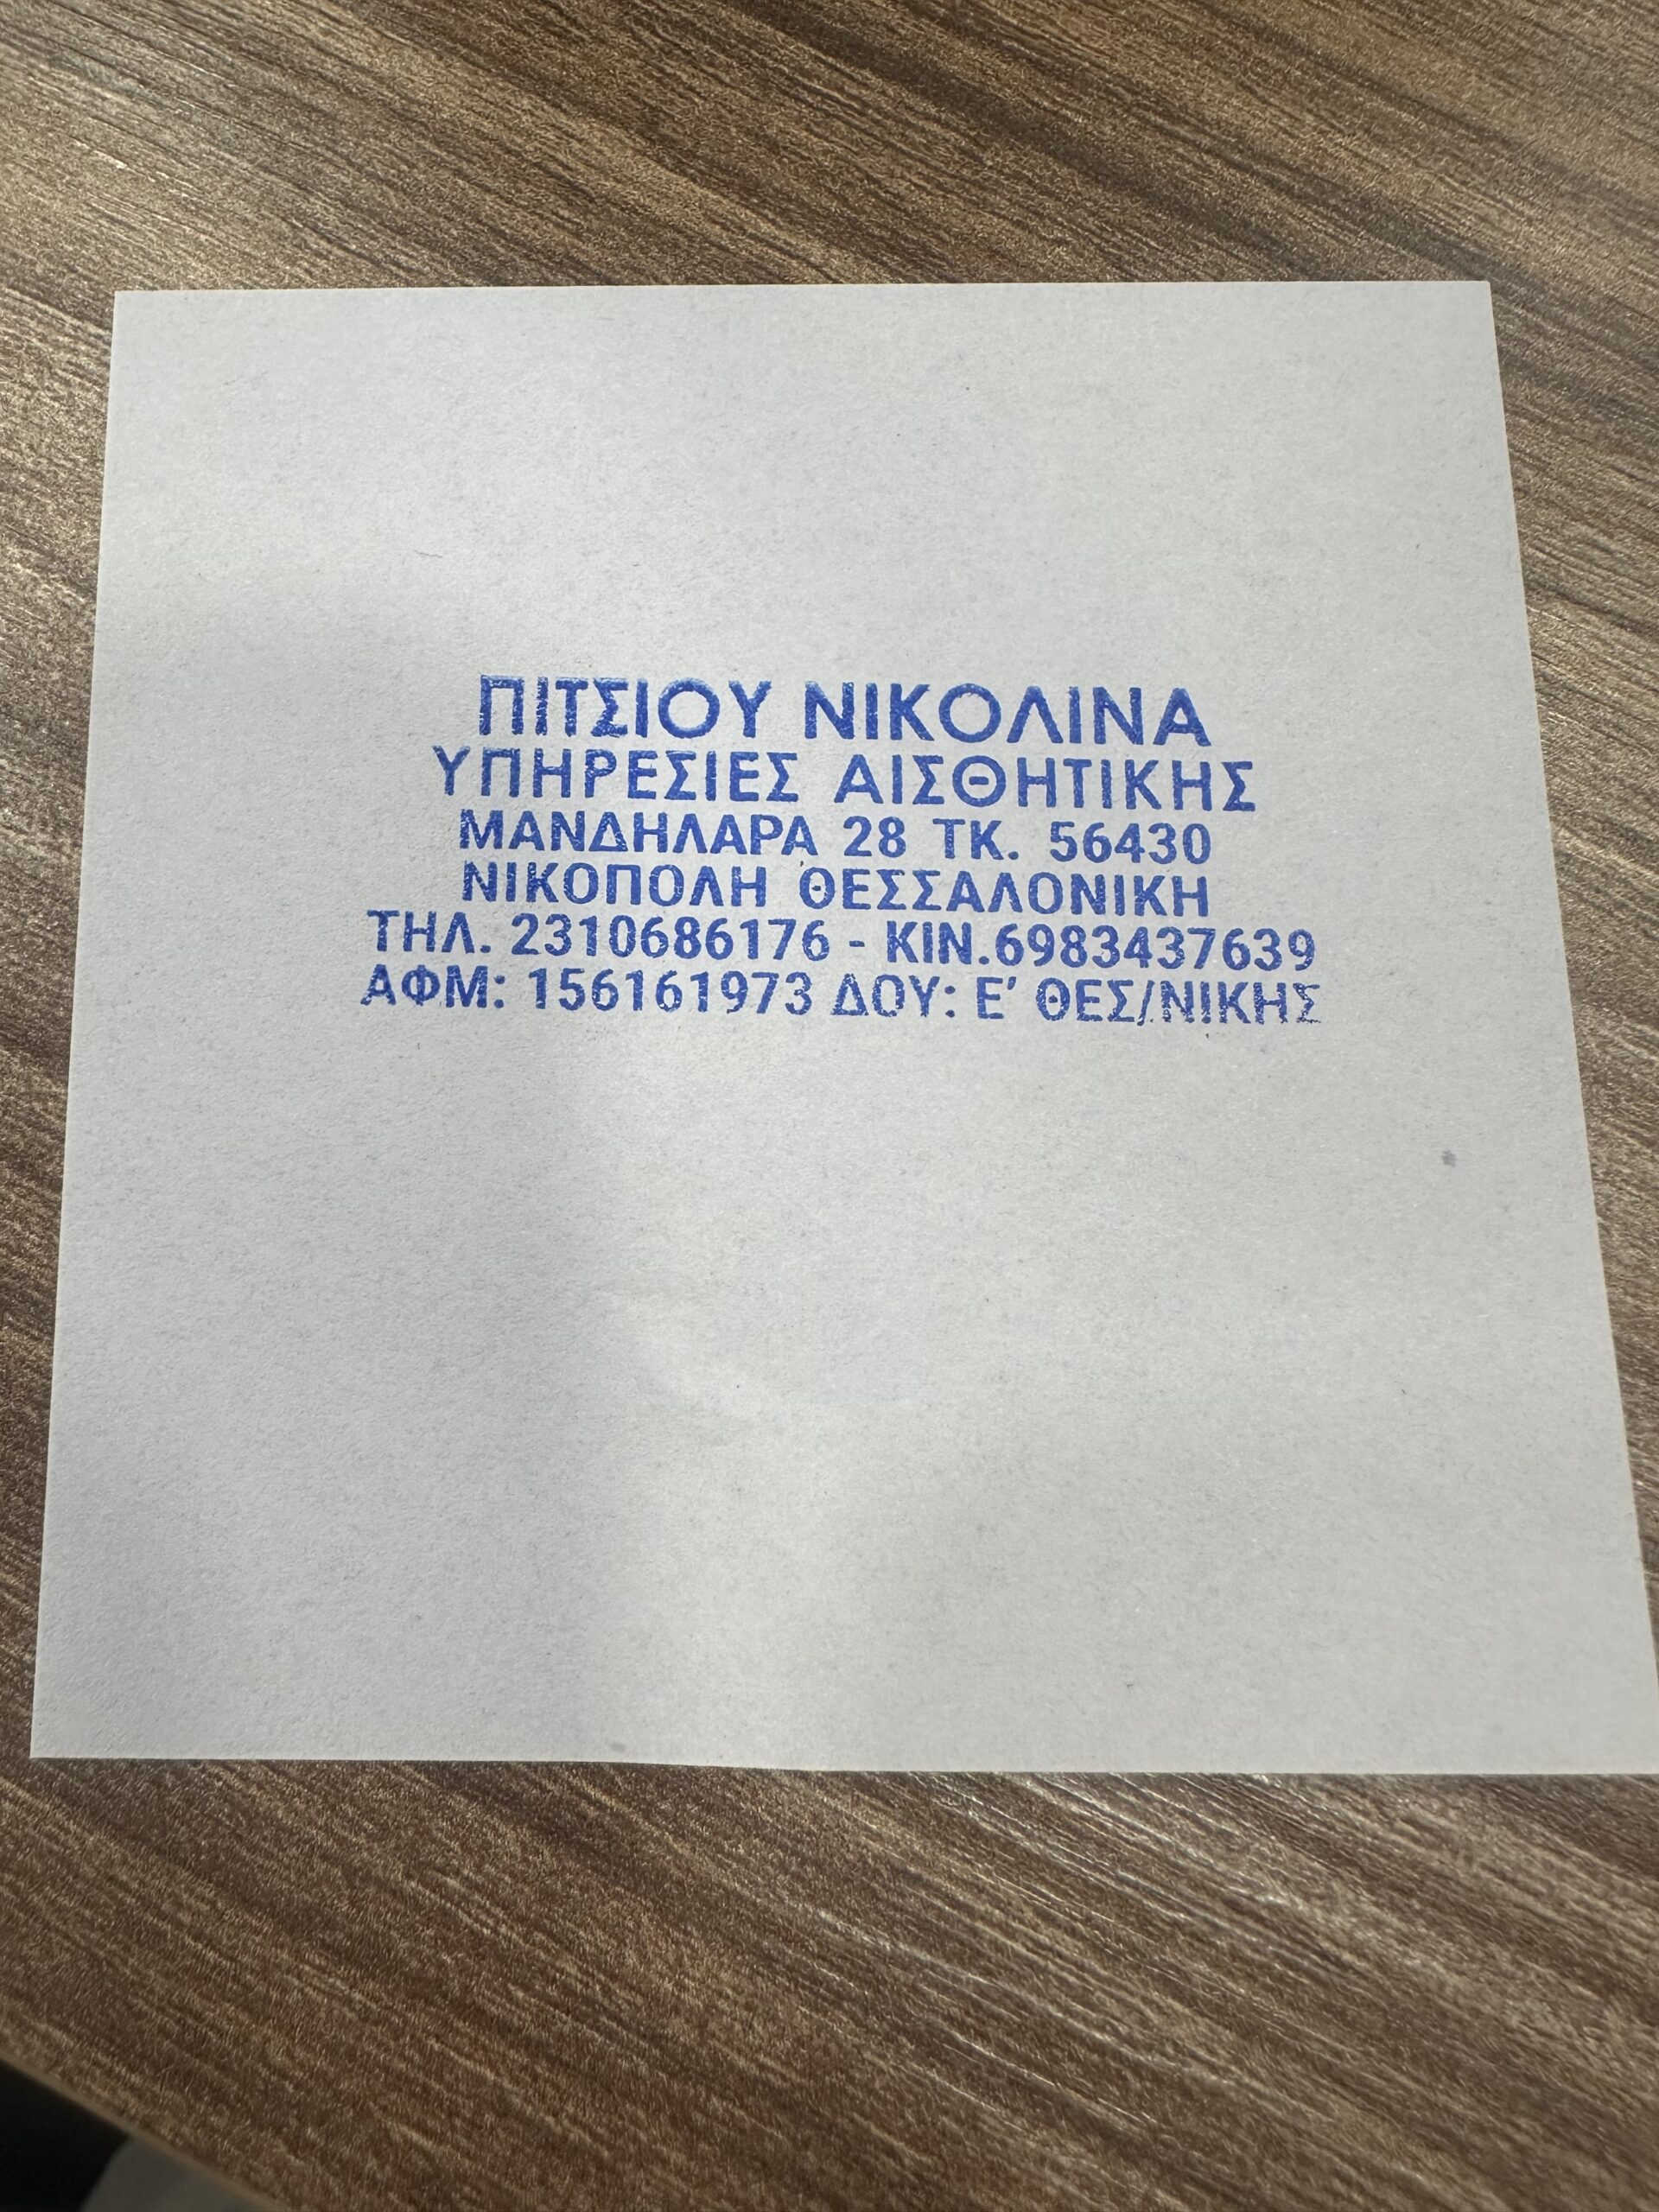 ΠΙΤΣΙΟΥ ΝΙΚΟΛΙΝΑ
ΥΠΗΡΕΣΙΕΣ ΑΙΣΘΗΤΙΚΗΣ
ΜΑΝΔΗΛΑΡΑ 28 ΤΚ. 56430
ΝΙΚΟΠΟΛΗ ΘΕΣΣΑΛΟΝΙΚΗ
ΤΗΛ. 2310686176 - ΚΙΝ.6983437639
ΑΦΜ: 156161973 ΔΟΥ: Ε' ΘΕΣ/ΝΙΚΗΣ